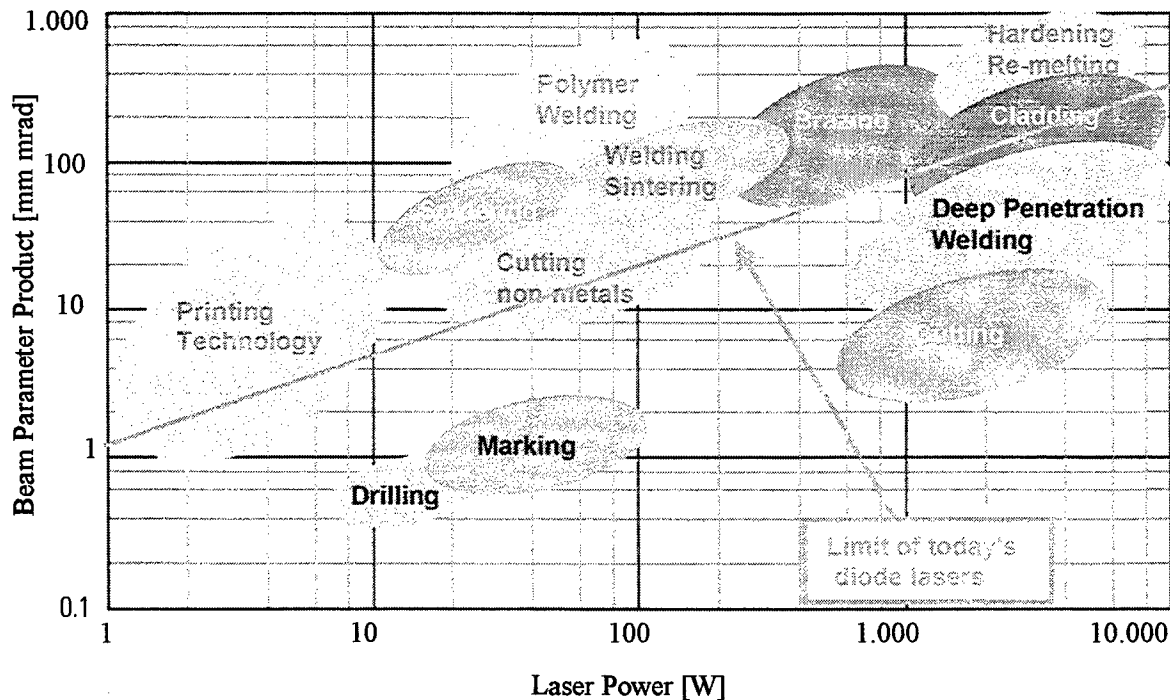 1.000
100
10
1
0.1
Beam Parameter Product [mm mrad]
Hardening
Re-melting
Polymer
Welding
Cladding
Welding
Sintering
Deep Penetration
Welding
Cutting
non-metals
Printing
Technology
Cutting
Marking
Drilling
Limit of today's
diode lasers
1
10
100
1.000
10.000
Laser Power [W]